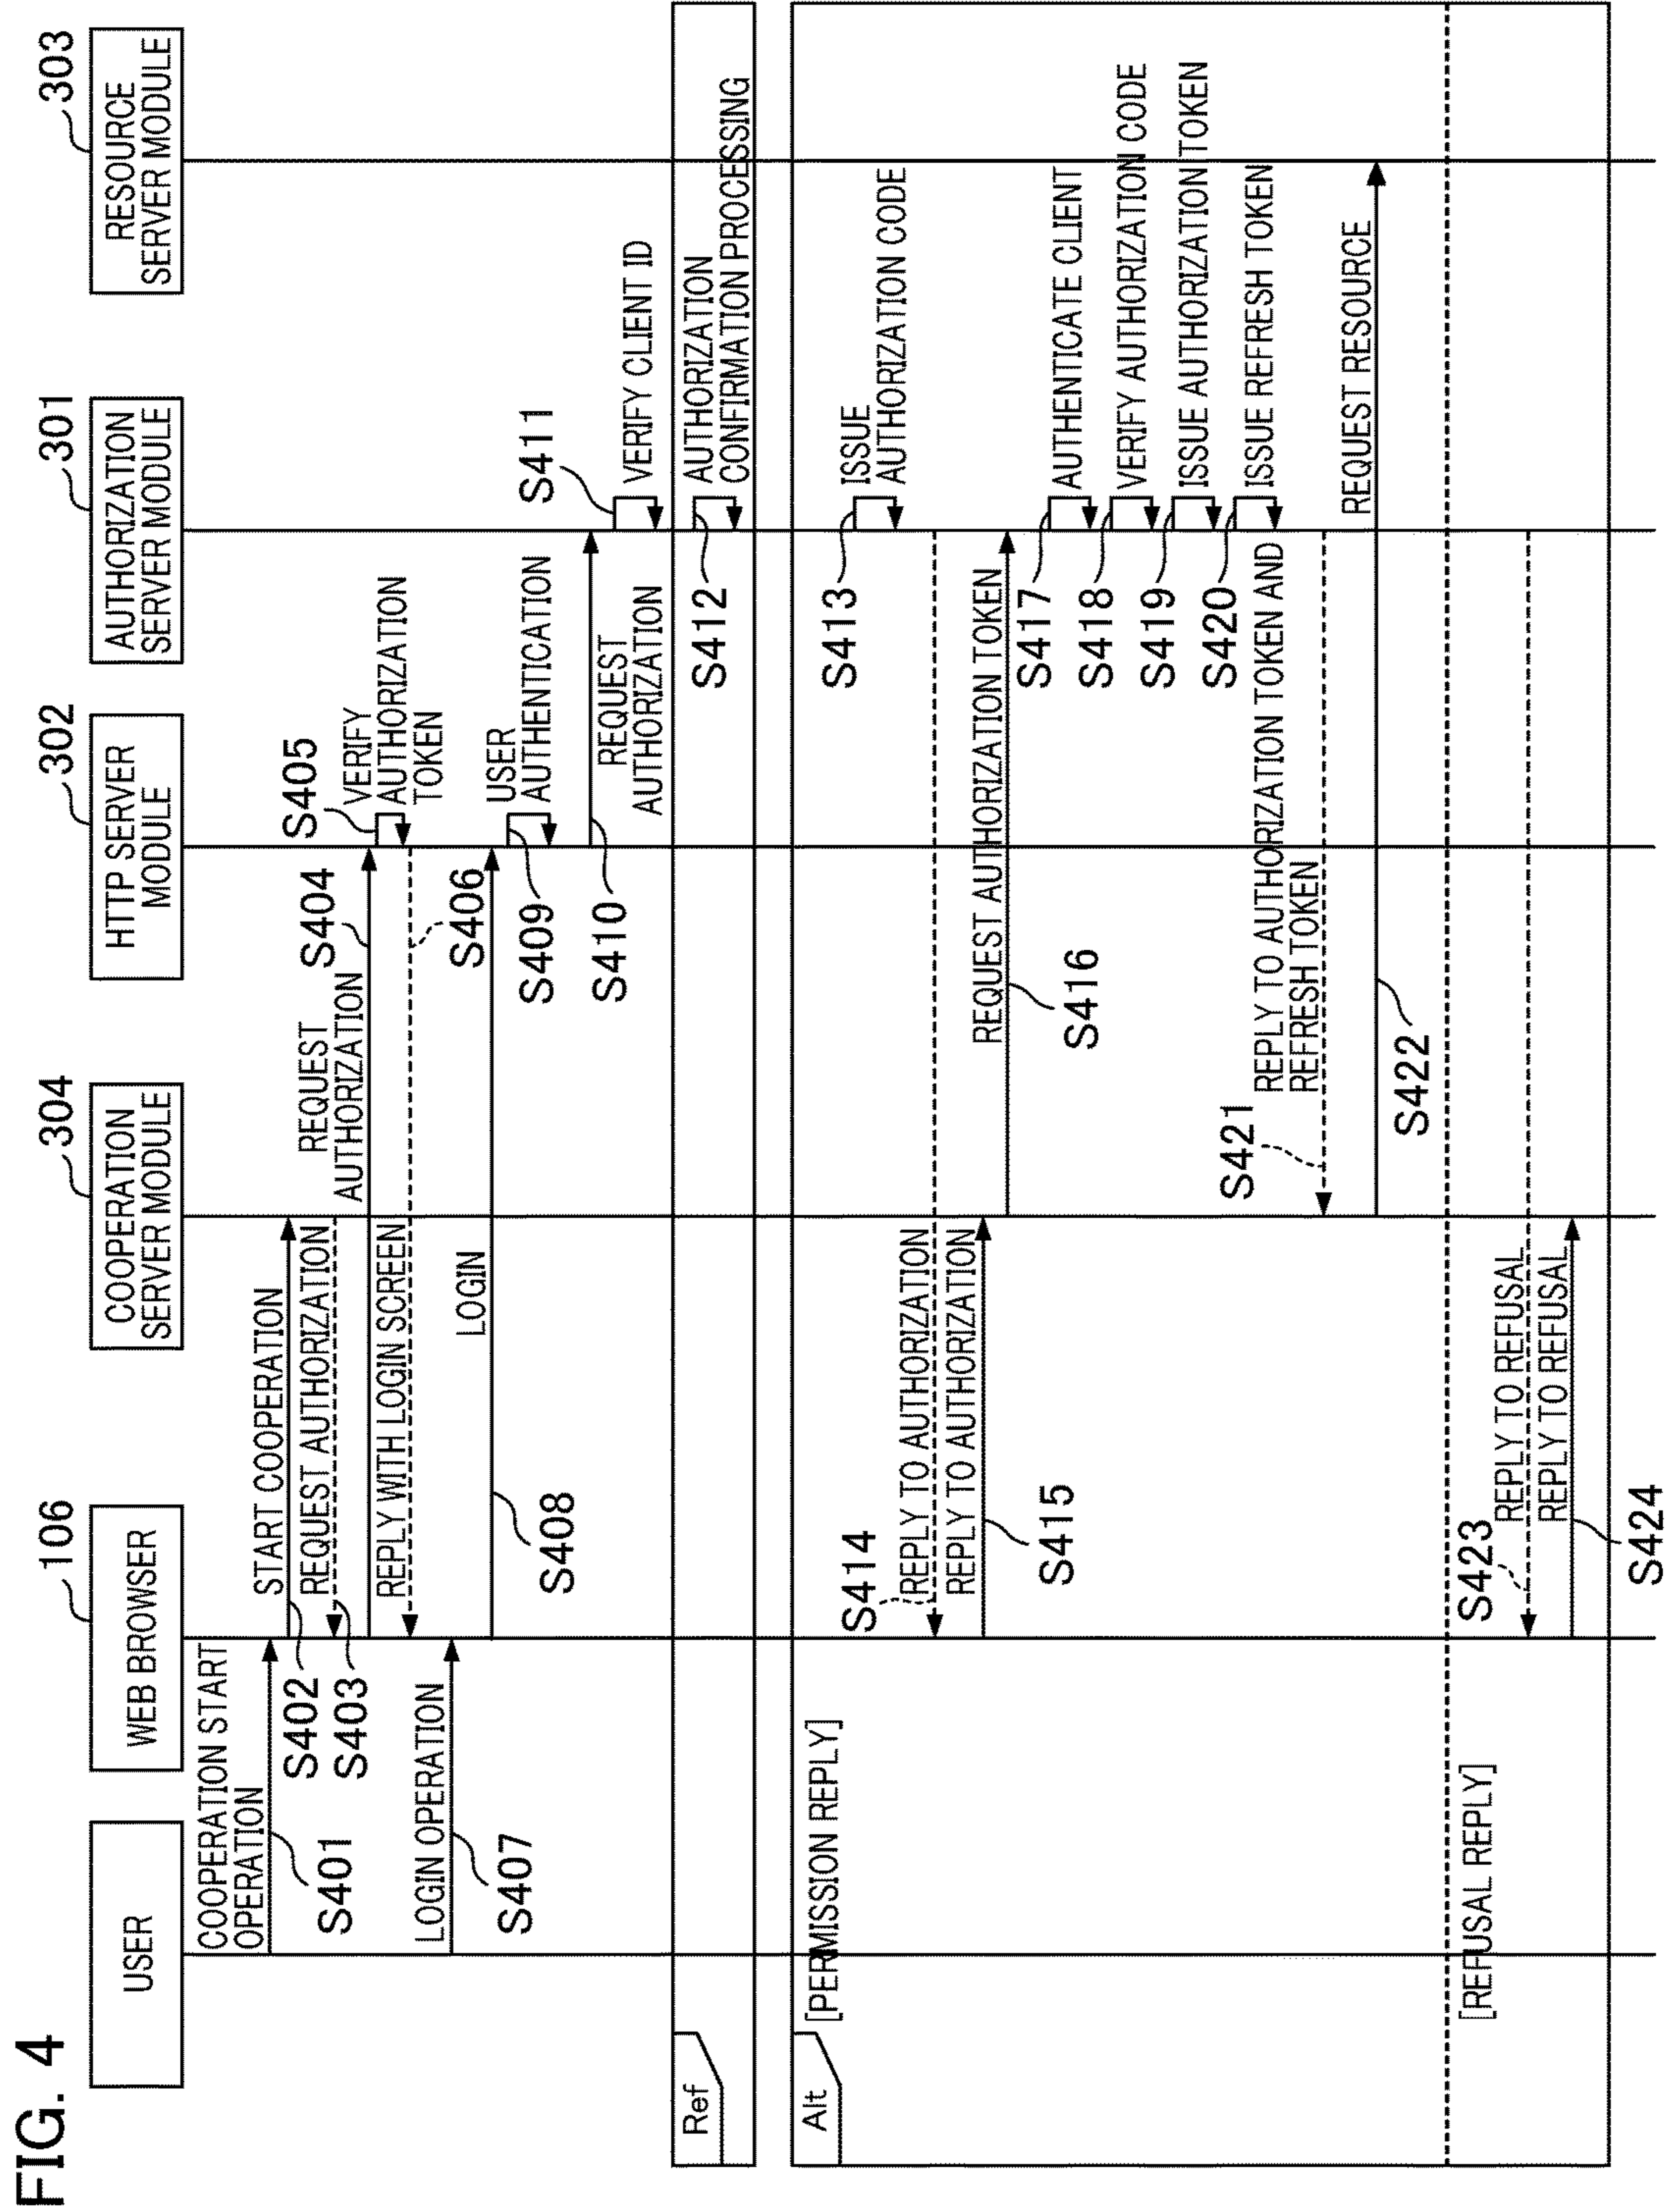 FIG. 4
USER
WEB BROWSER
106
COOPERATION
SERVER MODULE
304
HTTP SERVER
MODULE
302
AUTHORIZATION
SERVER MODULE
301
RESOURCE
SERVER MODULE
303
COOPERATION START
OPERATION
S401
START COOPERATION
S402
REQUEST AUTHORIZATION
S403
REQUEST
AUTHORIZATION
S404
S405
VERIFY
AUTHORIZATION
TOKEN
REPLY WITH LOGIN SCREEN
S406
LOGIN OPERATION
S407
LOGIN
S408
USER
AUTHENTICATION
S409
S410
REQUEST
AUTHORIZATION
S411
VERIFY CLIENT ID
Ref
S412
AUTHORIZATION
CONFIRMATION PROCESSING
Alt
[PERMISSION REPLY]
S413
ISSUE
AUTHORIZATION CODE
S414
REPLY TO AUTHORIZATION
REPLY TO AUTHORIZATION
S415
REQUEST AUTHORIZATION TOKEN
S416
S417
AUTHENTICATE CLIENT
S418
VERIFY AUTHORIZATION CODE
S419
ISSUE AUTHORIZATION TOKEN
S420
ISSUE REFRESH TOKEN
S421
REPLY TO AUTHORIZATION TOKEN AND
REFRESH TOKEN
REQUEST RESOURCE
S422
[REFUSAL REPLY]
S423
REPLY TO REFUSAL
REPLY TO REFUSAL
S424